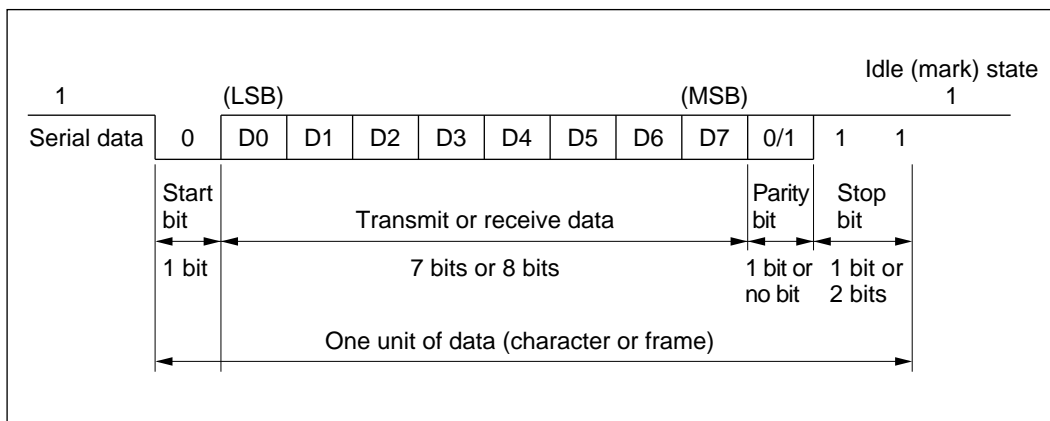 Idle (mark) state
1 (LSB) (MSB) 1
Serial data 0 D0 D1 D2 D3 D4 D5 D6 D7 0/1 1 1
Start bit
Transmit or receive data
Parity bit
Stop bit
1 bit
7 bits or 8 bits
1 bit or no bit
1 bit or 2 bits
One unit of data (character or frame)